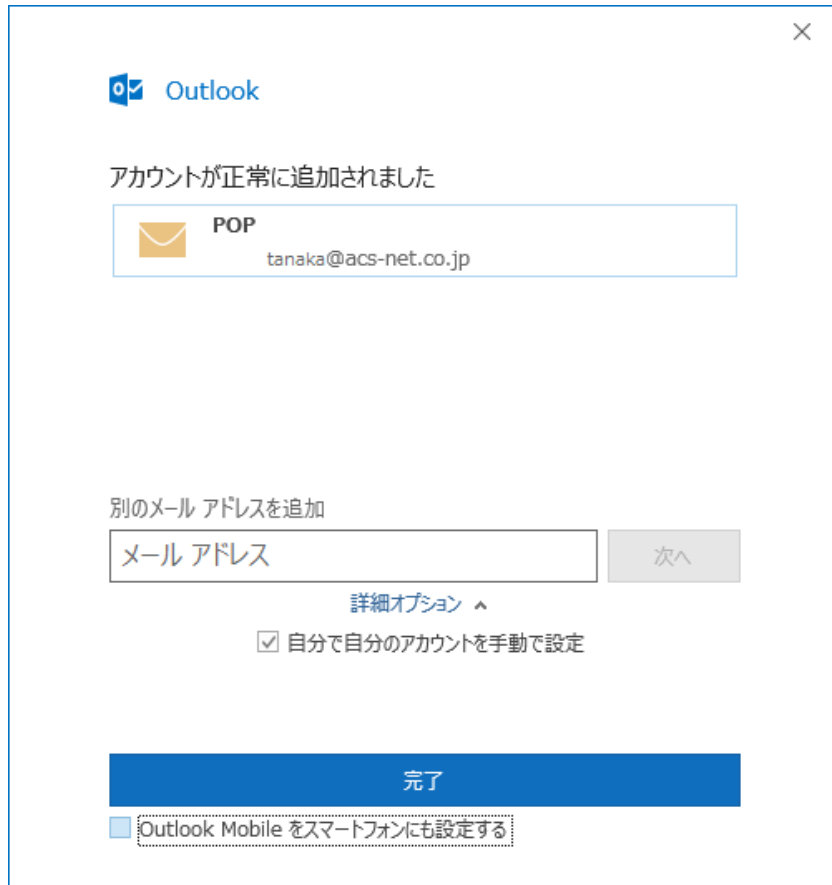 Outlook
アカウントが正常に追加されました
POP
tanaka@acs-net.co.jp
別のメール アドレスを追加
メール アドレス
次へ
詳細オプション
自分で自分のアカウントを手動で設定
完了
Outlook Mobile をスマートフォンにも設定する